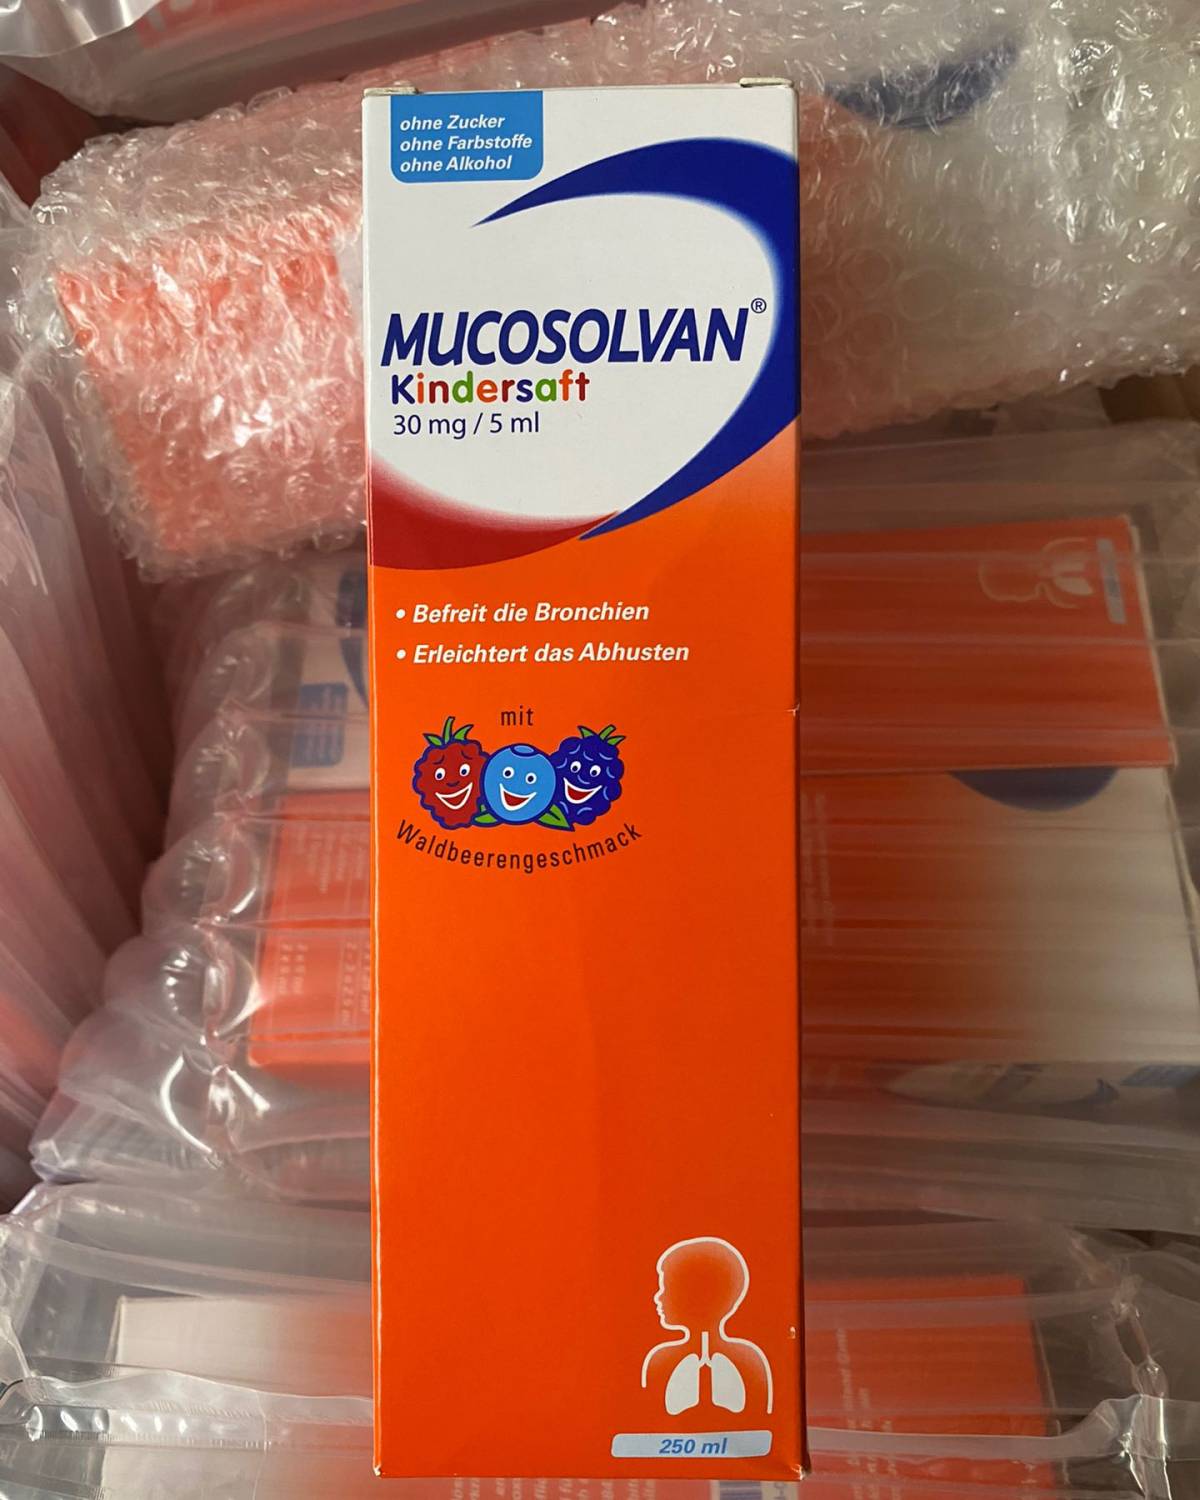 ohne Zucker
ohne Farbstoffe
ohne Alkohol
MUCOSOLVAN®
Kindersaft
30 mg / 5 ml
• Befreit die Bronchien
• Erleichtert das Abhusten
mit
Waldbeerengeschmack
250 ml